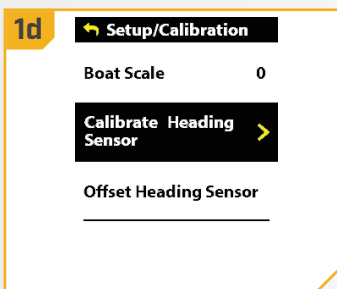 1d
Setup/Calibration
Boat Scale 0
Calibrate Heading
Sensor
Offset Heading Sensor